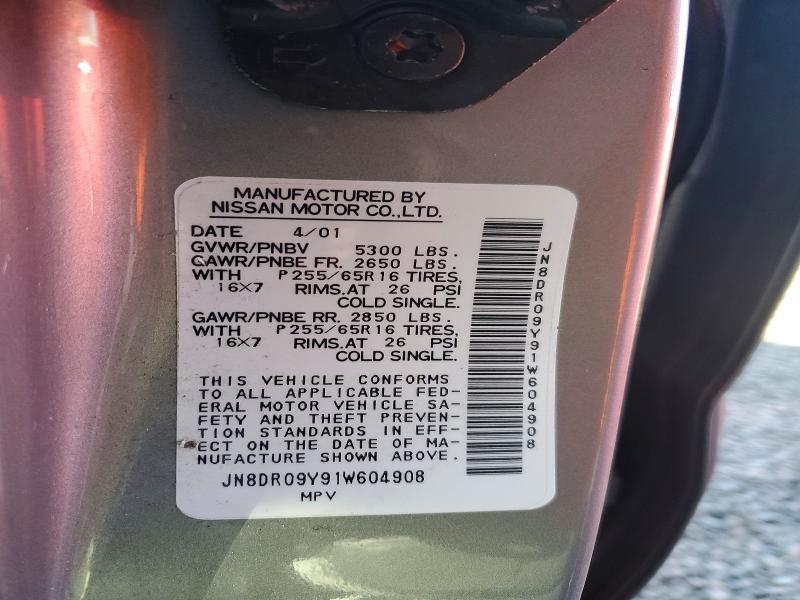 MANUFACTURED BY
NISSAN MOTOR CO.,LTD.
DATE 4/01
GVWR/PNBV 5300 LBS.
GAWR/PNBE FR. 2650 LBS.
WITH P255/65R16 TIRES,
16X7 RIMS.AT 26 PSI
COLD SINGLE.
GAWR/PNBE RR. 2850 LBS.
WITH P255/65R16 TIRES,
16X7 RIMS.AT 26 PSI
COLD SINGLE.
THIS VEHICLE CONFORMS
TO ALL APPLICABLE FED-
ERAL MOTOR VEHICLE SA-
FETY AND THEFT PREVEN-
TION STANDARDS IN EFF-
ECT ON THE DATE OF MA-
NUFACTURE SHOWN ABOVE.
JN8DR09Y91W604908
MPV
JN8DR09Y91W604908